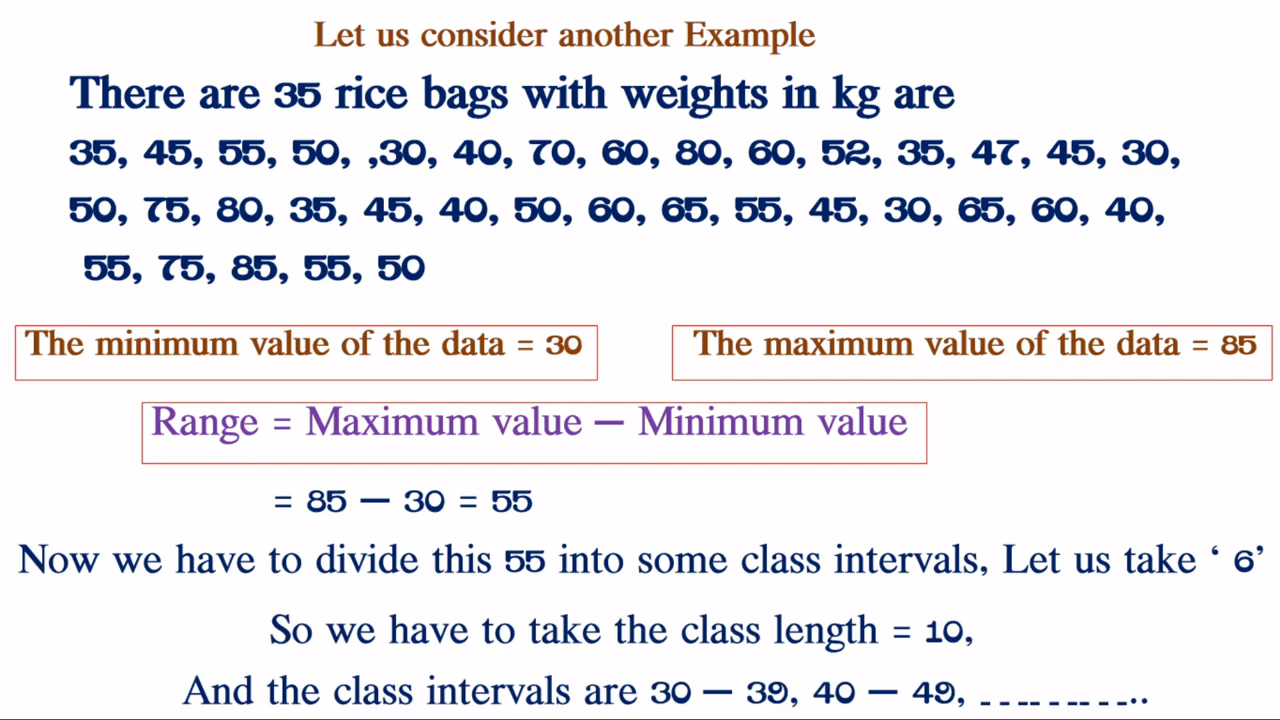 Let us consider another Example
There are 35 rice bags with weights in kg are
35, 45, 55, 50, ,30, 40, 70, 60, 80, 60, 52, 35, 47, 45, 30,
50, 75, 80, 35, 45, 40, 50, 60, 65, 55, 45, 30, 65, 60, 40,
55, 75, 85, 55, 50
The minimum value of the data = 30
The maximum value of the data = 85
Range = Maximum value – Minimum value
= 85 – 30 = 55
Now we have to divide this 55 into some class intervals, Let us take ‘ 6’
So we have to take the class length = 10,
And the class intervals are 30 – 39, 40 – 49, _ _ __ _ __ _ _..